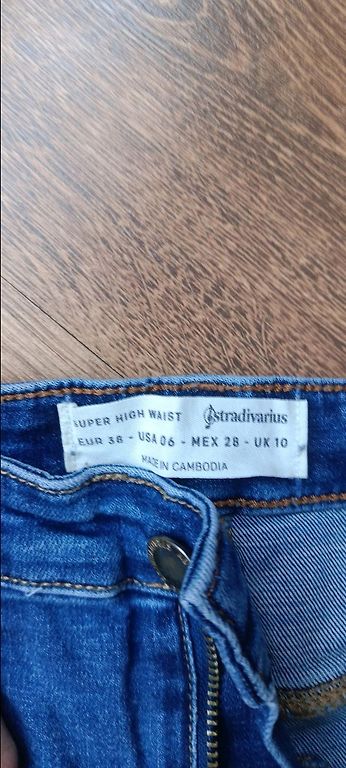 SUPER HIGH WAIST stradivarius
EUR 38 - USA 06 - MEX 28 - UK 10
MADE IN CAMBODIA